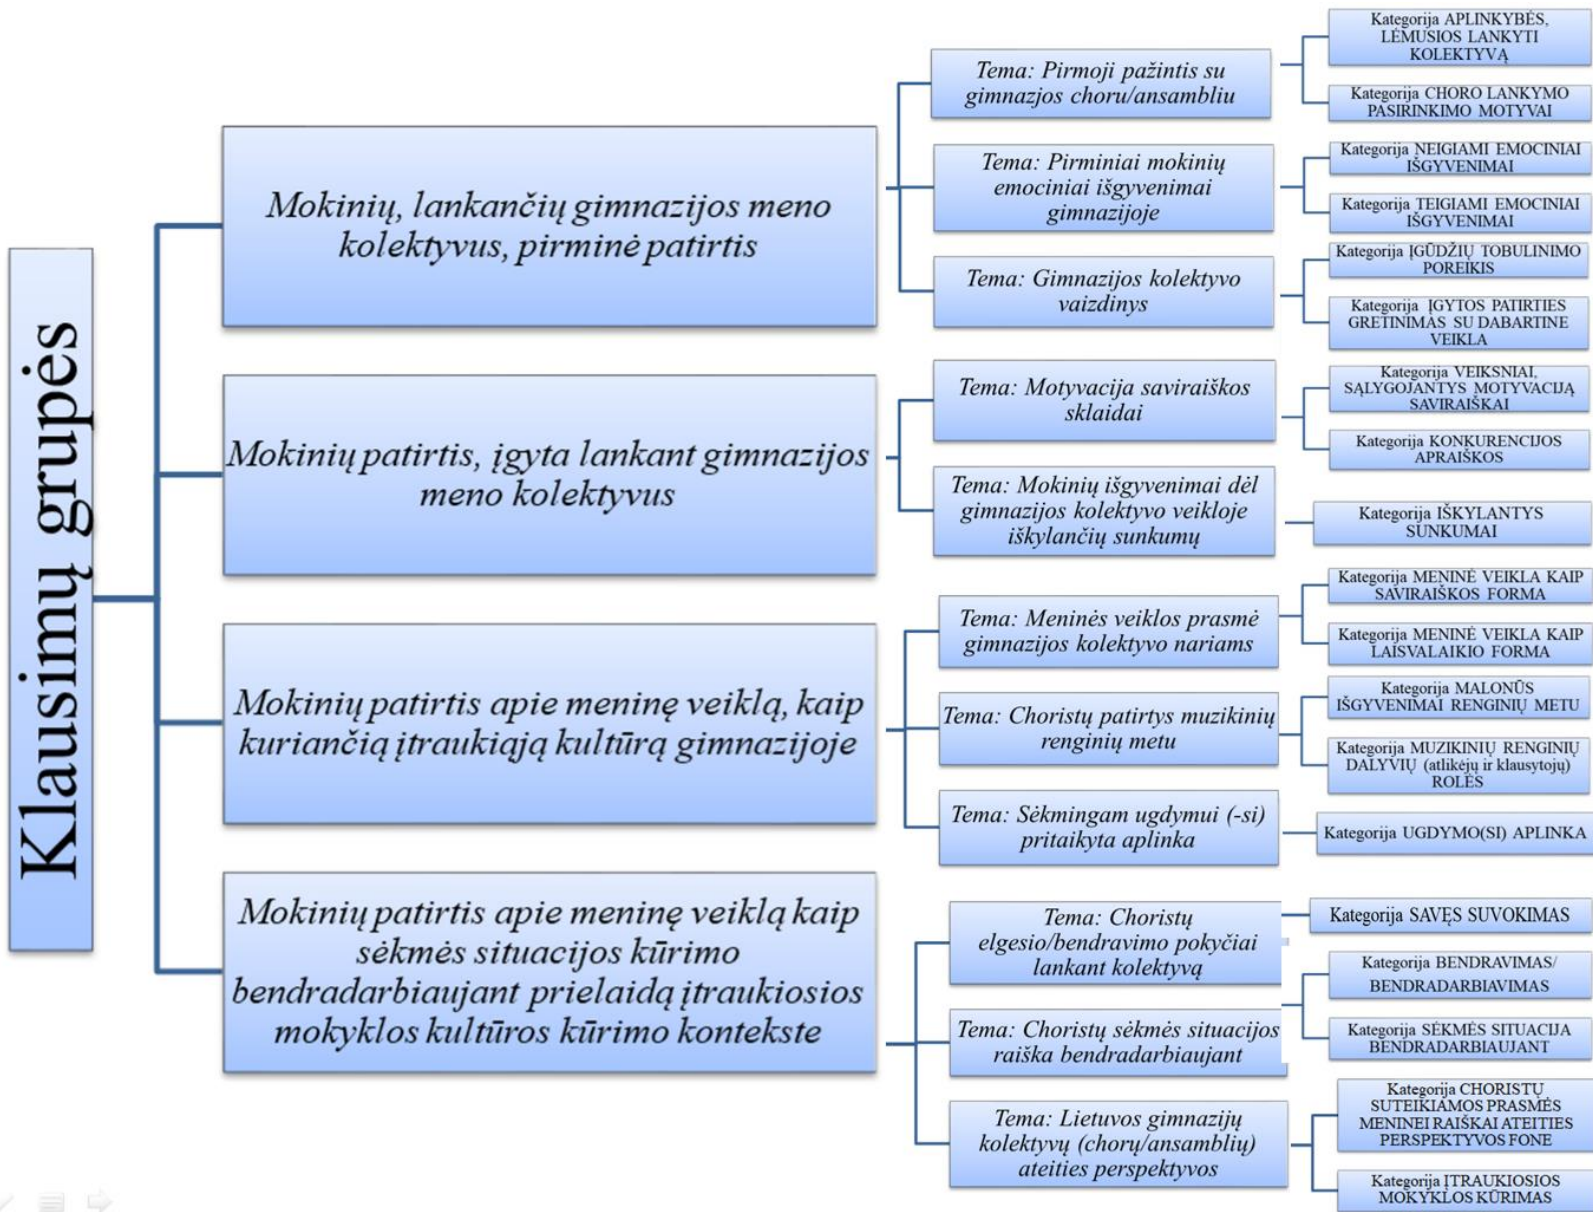 Klausimų grupės
Mokinių, lankančių gimnazijos meno
kolektyvus, pirminė patirtis
Tema: Pirmoji pažintis su
gimnazjos choru/ansambliu
Kategorija APLINKYBĖS,
LĖMUSIOS LANKYTI
KOLEKTYVĄ
Kategorija CHORO LANKYMO
PASIRINKIMO MOTYVAI
Tema: Pirminiai mokinių
emociniai išgyvenimai
gimnazijoje
Kategorija NEIGIAMI EMOCINIAI
IŠGYVENIMAI
Kategorija TEIGIAMI EMOCINIAI
IŠGYVENIMAI
Tema: Gimnazijos kolektyvo
vaizdinys
Kategorija ĮGŪDŽIŲ TOBULINIMO
POREIKIS
Kategorija ĮGYTOS PATIRTIES
GRETINIMAS SU DABARTINE
VEIKLA
Mokinių patirtis, įgyta lankant gimnazijos
meno kolektyvus
Tema: Motyvacija saviraiškos
sklaidai
Kategorija VEIKSNIAI,
SĄLYGOJANTYS MOTYVACIJĄ
SAVIRAIŠKAI
Kategorija KONKURENCIJOS
APRAIŠKOS
Tema: Mokinių išgyvenimai dėl
gimnazijos kolektyvo veikloje
iškylančių sunkumų
Kategorija IŠKYLANTYS
SUNKUMAI
Mokinių patirtis apie meninę veiklą, kaip
kuriančią įtraukiąją kultūrą gimnazijoje
Tema: Meninės veiklos prasmė
gimnazijos kolektyvo nariams
Kategorija MENINĖ VEIKLA KAIP
SAVIRAIŠKOS FORMA
Kategorija MENINĖ VEIKLA KAIP
LAISVALAIKIO FORMA
Tema: Choristų patirtys muzikinių
renginių metu
Kategorija MALONŪS
IŠGYVENIMAI RENGINIŲ METU
Kategorija MUZIKINIŲ RENGINIŲ
DALYVIŲ (atlikėjų ir klausytojų)
ROLĖS
Tema: Sėkmingam ugdymui (-si)
pritaikyta aplinka
Kategorija UGDYMO(SI) APLINKA
Mokinių patirtis apie meninę veiklą kaip
sėkmės situacijos kūrimo
bendradarbiaujant prielaidą įtraukiosios
mokyklos kultūros kūrimo kontekste
Tema: Choristų
elgesio/bendravimo pokyčiai
lankant kolektyvą
Kategorija SAVĘS SUVOKIMAS
Tema: Choristų sėkmės situacijos
raiška bendradarbiaujant
Kategorija BENDRAVIMAS/
BENDRADARBIAVIMAS
Kategorija SĖKMĖS SITUACIJA
BENDRADARBIAUJANT
Tema: Lietuvos gimnazijų
kolektyvų (chorų/ansamblių)
ateities perspektyvos
Kategorija CHORISTŲ
SUTEIKIAMOS PRASMĖS
MENINEI RAIŠKAI ATEITIES
PERSPEKTYVOS FONE
Kategorija ĮTRAUKIOSIOS
MOKYKLOS KŪRIMAS